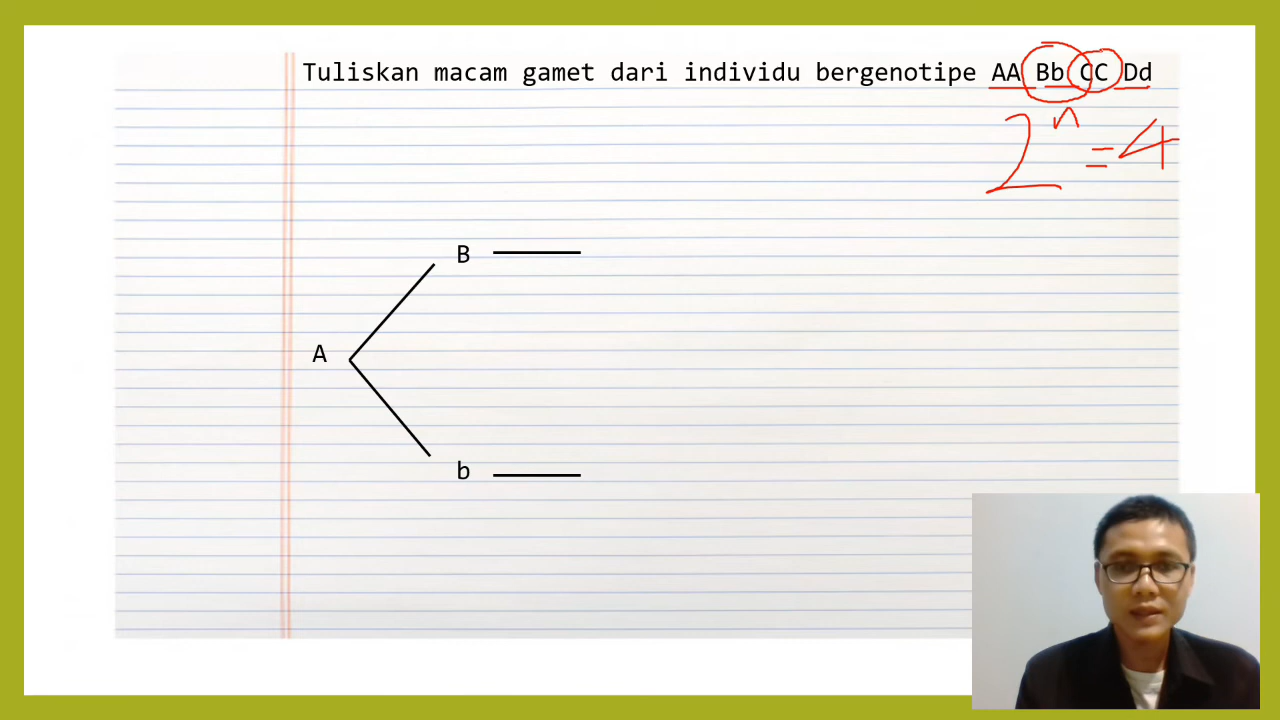 Tuliskan macam gamet dari individu bergenotipe AA Bb CC Dd
2ⁿ = 4
B
A
b